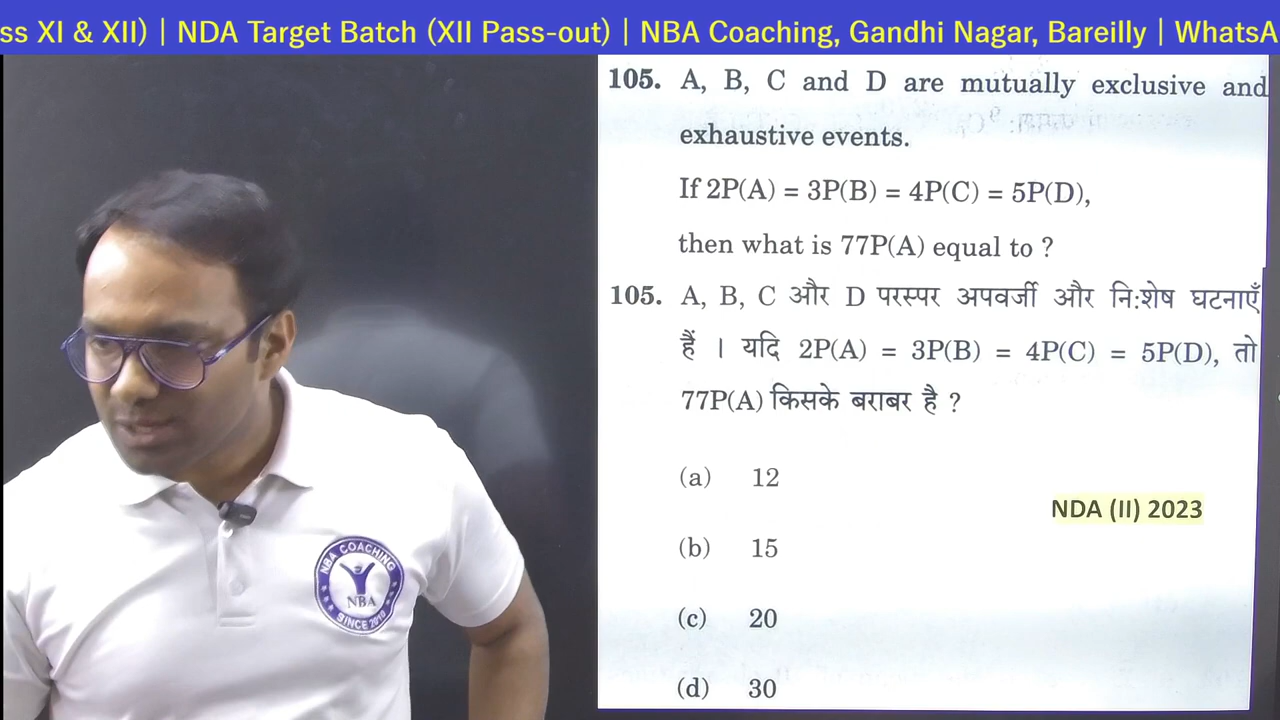 ss XI & XII) | NDA Target Batch (XII Pass-out) | NBA Coaching, Gandhi Nagar, Bareilly | WhatsA
105. A, B, C and D are mutually exclusive and
exhaustive events.
If 2P(A) = 3P(B) = 4P(C) = 5P(D),
then what is 77P(A) equal to ?
105. A, B, C और D परस्पर अपवर्जी और नि:शेष घटनाएँ
हैं । यदि 2P(A) = 3P(B) = 4P(C) = 5P(D), तो
77P(A) किसके बराबर है ?
(a) 12
NDA (II) 2023
(b) 15
(c) 20
(d) 30
NBA COACHING
NBA
SINCE 2010